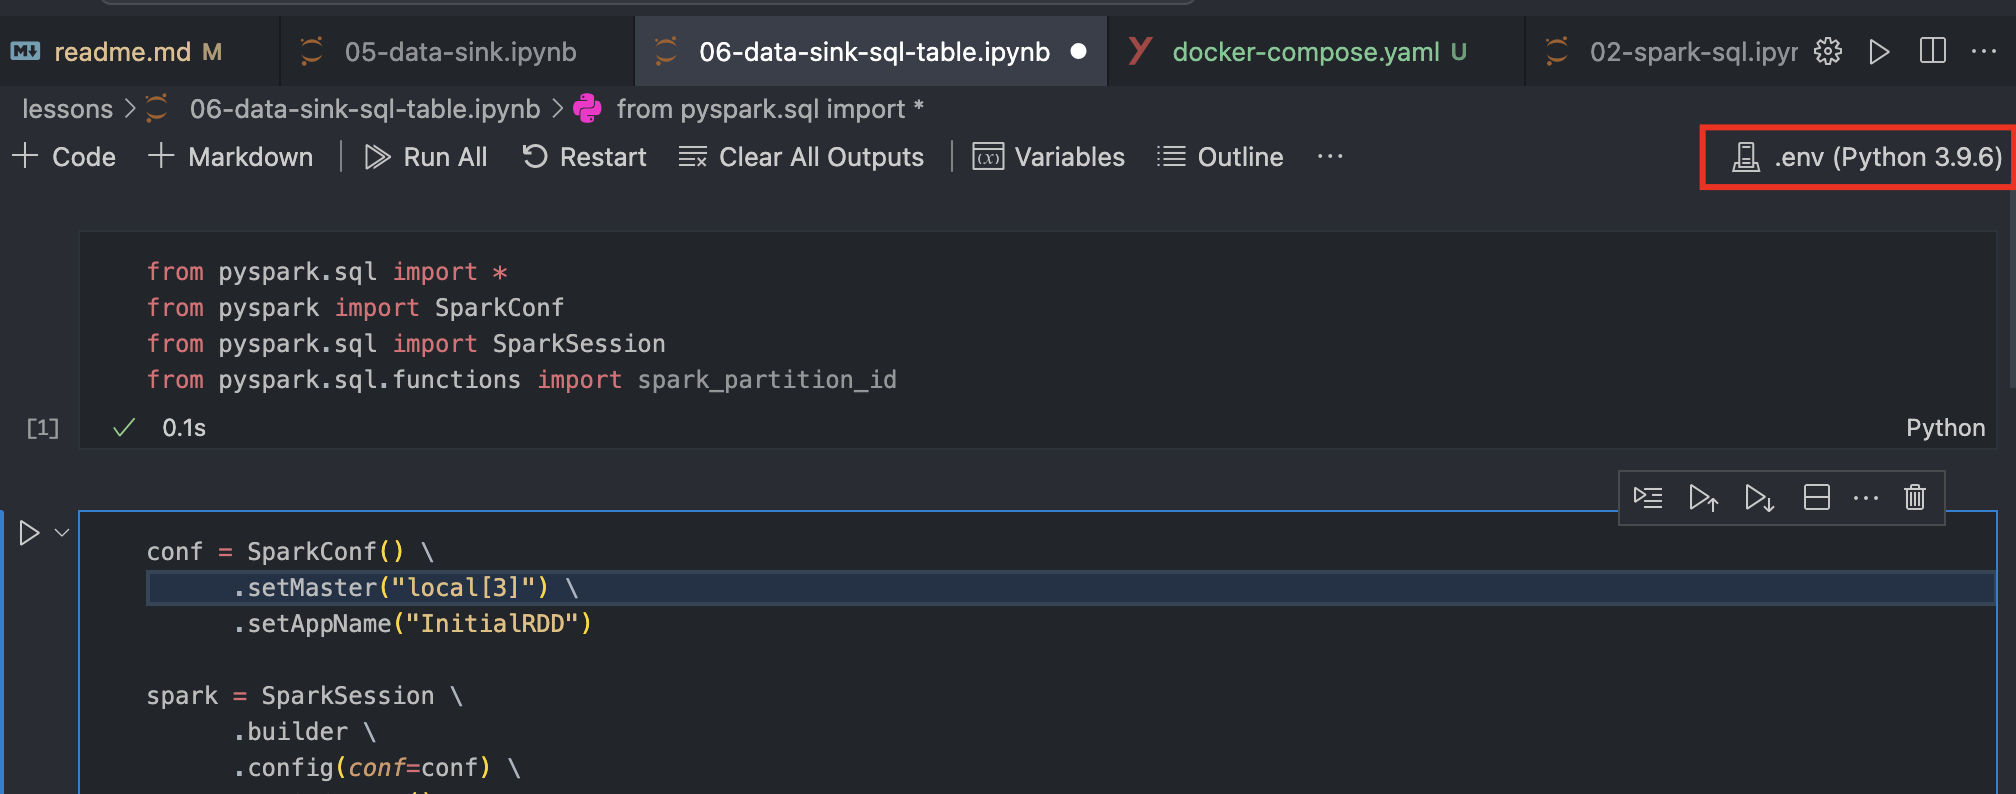 readme.md M 05-data-sink.ipynb 06-data-sink-sql-table.ipynb docker-compose.yaml U 02-spark-sql.ipyr
lessons > 06-data-sink-sql-table.ipynb > from pyspark.sql import *
+ Code + Markdown | Run All Restart Clear All Outputs | Variables Outline ··· .env (Python 3.9.6)
from pyspark.sql import *
from pyspark import SparkConf
from pyspark.sql import SparkSession
from pyspark.sql.functions import spark_partition_id
[1] ✓ 0.1s Python
conf = SparkConf() \
.setMaster("local[3]") \
.setAppName("InitialRDD")
spark = SparkSession \
.builder \
.config(conf=conf) \